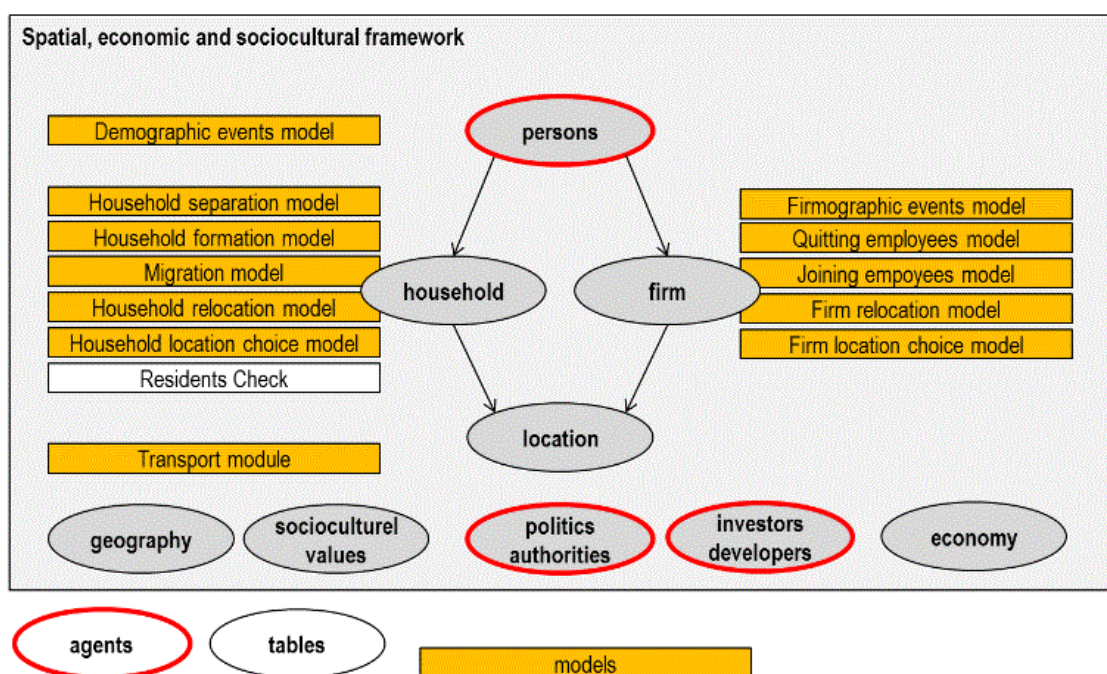 Spatial, economic and sociocultural framework
persons
Demographic events model
Household separation model
Household formation model
Migration model
Household relocation model
Household location choice model
Residents Check
Transport module
household
firm
Firmographic events model
Quitting employees model
Joining empoyees model
Firm relocation model
Firm location choice model
location
geography
socioculturel
values
politics
authorities
investors
developers
economy
agents
tables
models